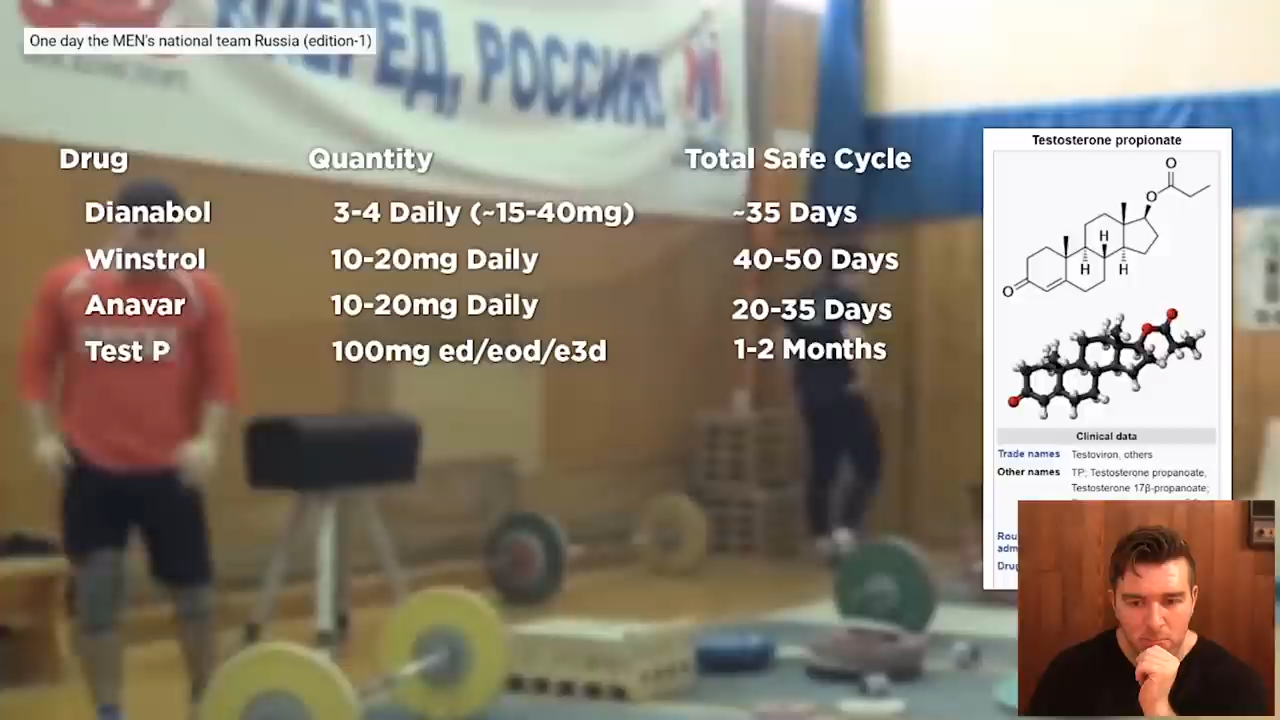 One day the MEN's national team Russia (edition-1)
ВПЕРЕД, РОССИЯ!
Drug Quantity Total Safe Cycle
Dianabol 3-4 Daily (~15-40mg) ~35 Days
Winstrol 10-20mg Daily 40-50 Days
Anavar 10-20mg Daily 20-35 Days
Test P 100mg ed/eod/e3d 1-2 Months
Testosterone propionate
O
O
H
H
H
O
Clinical data
Trade names Testoviron, others
Other names TP; Testosterone propanoate,
Testosterone 17β-propanoate;
Rou
adm
Drug